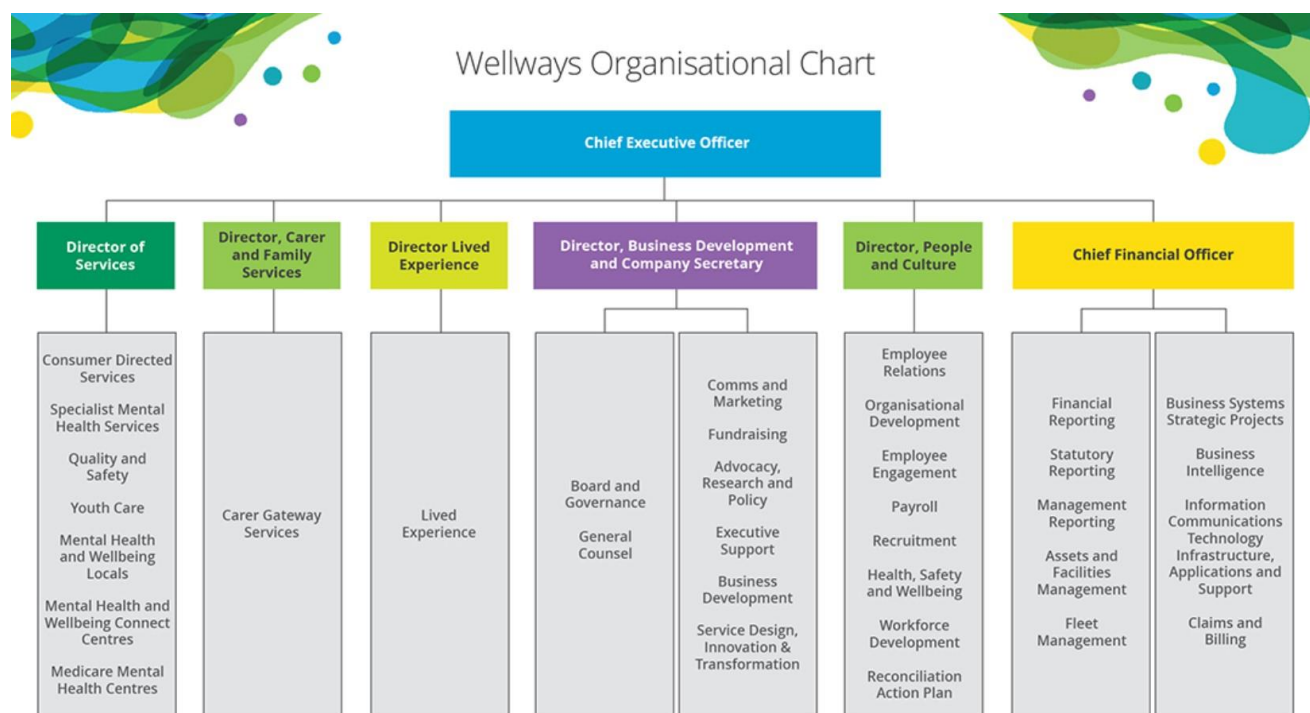 Wellways Organisational Chart
Chief Executive Officer
Director of
Services
Director, Carer
and Family
Services
Director Lived
Experience
Director, Business Development
and Company Secretary
Director, People
and Culture
Chief Financial Officer
Consumer Directed
Services
Specialist Mental
Health Services
Quality and
Safety
Youth Care
Mental Health
and Wellbeing
Locals
Mental Health and
Wellbeing Connect
Centres
Medicare Mental
Health Centres
Carer Gateway
Services
Lived
Experience
Board and
Governance
General
Counsel
Comms and
Marketing
Fundraising
Advocacy,
Research and
Policy
Executive
Support
Business
Development
Service Design,
Innovation &
Transformation
Employee
Relations
Organisational
Development
Employee
Engagement
Payroll
Recruitment
Health, Safety
and Wellbeing
Workforce
Development
Reconciliation
Action Plan
Financial
Reporting
Statutory
Reporting
Management
Reporting
Assets and
Facilities
Management
Fleet
Management
Business Systems
Strategic Projects
Business
Intelligence
Information
Communications
Technology
Infrastructure,
Applications and
Support
Claims and
Billing